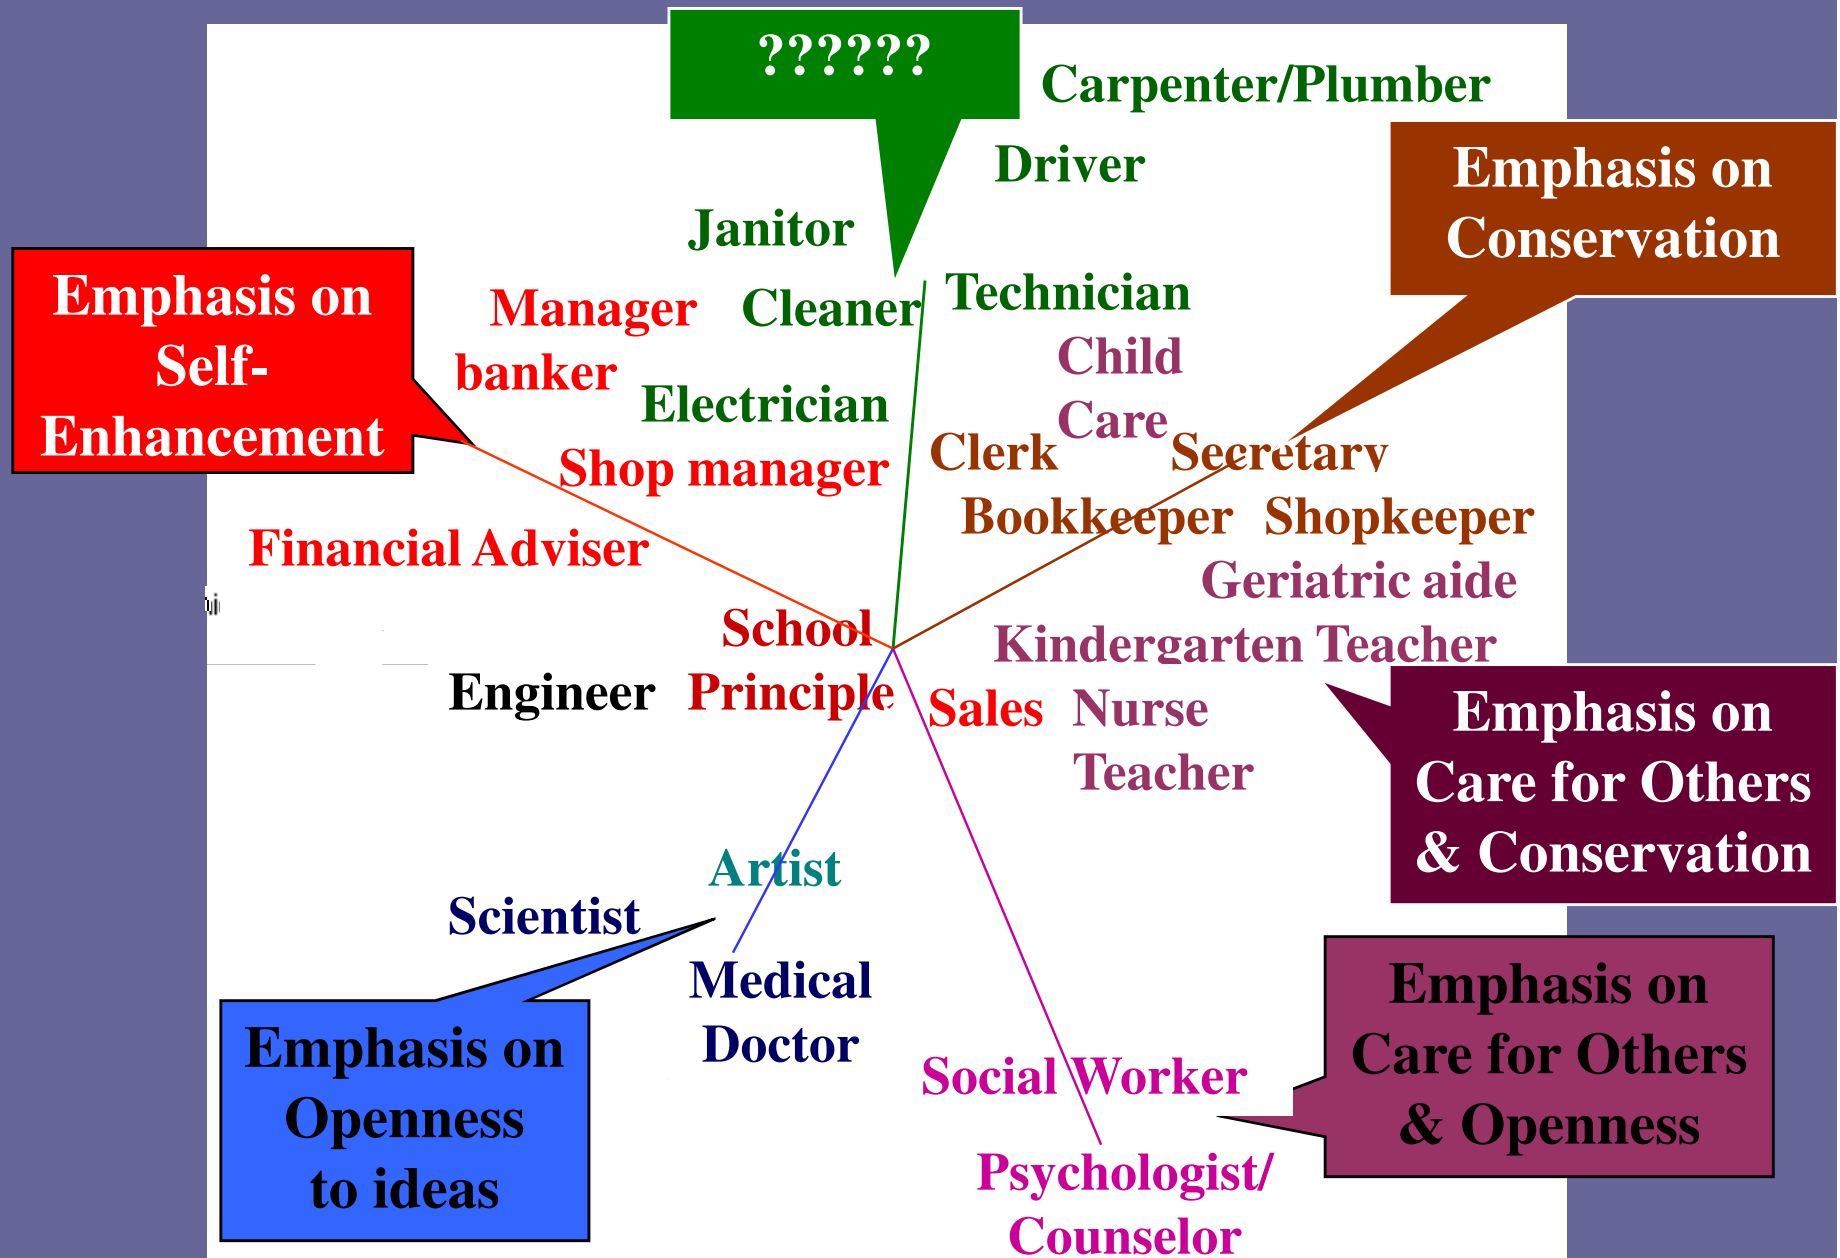 ??????
Carpenter/Plumber
Driver
Emphasis on
Conservation
Janitor
Emphasis on
Self-
Enhancement
Manager
banker
Cleaner
Technician
Child
Care
Electrician
Shop manager
Clerk
Secretary
Bookkeeper
Shopkeeper
Financial Adviser
Geriatric aide
School
Principle
Kindergarten Teacher
Engineer
Sales
Nurse
Teacher
Emphasis on
Care for Others
& Conservation
Artist
Scientist
Medical
Doctor
Emphasis on
Openness
to ideas
Social Worker
Emphasis on
Care for Others
& Openness
Psychologist/
Counselor